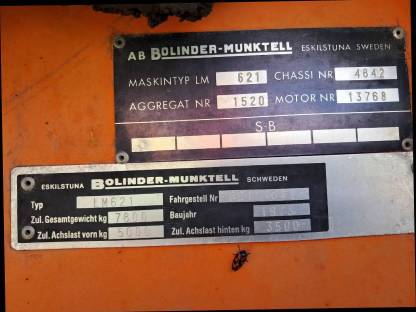 AB BOLINDER-MUNKTELL ESKILSTUNA SWEDEN
MASKINTYP LM 621 CHASSI NR 4842
AGGREGAT NR 1520 MOTOR NR 13768
S-B
ESKILSTUNA BOLINDER-MUNKTELL SCHWEDEN
Typ LM621 Fahrgestell Nr
Zul. Gesamtgewicht kg 7800 Baujahr
Zul. Achslast vorn kg Zul. Achslast hinten kg 3500